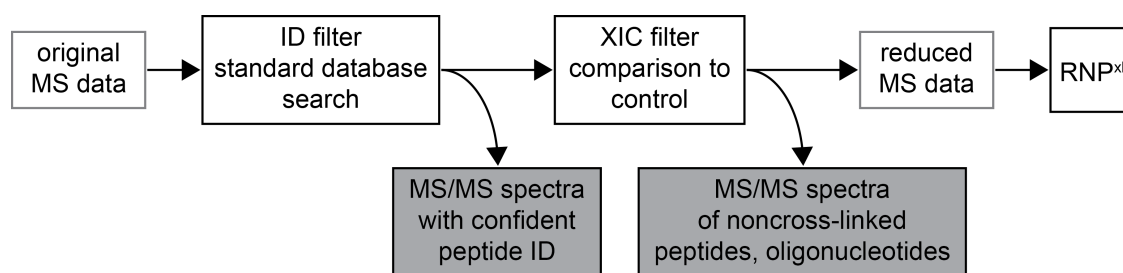 original
MS data
ID filter
standard database
search
XIC filter
comparison to
control
reduced
MS data
MS/MS spectra
with confident
peptide ID
MS/MS spectra
of noncross-linked
peptides, oligonucleotides